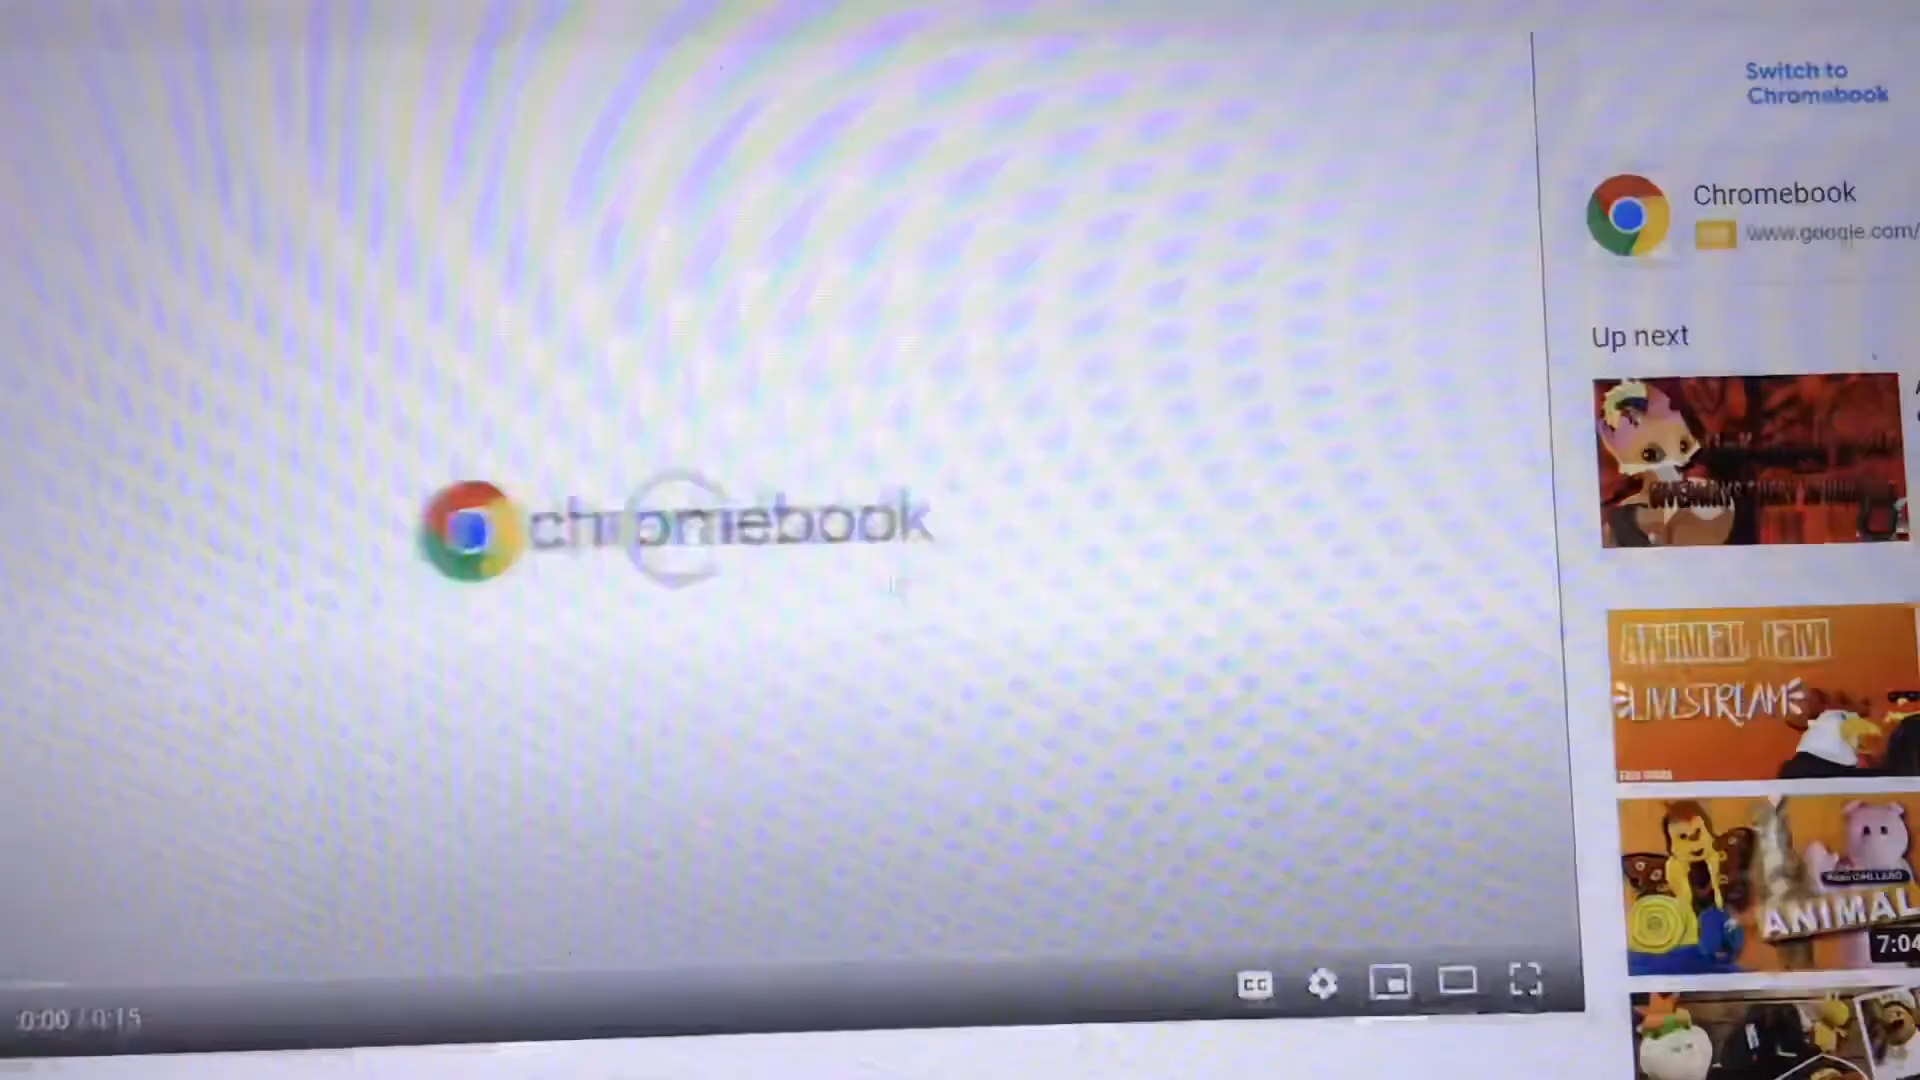 Switch to
Chromebook
Chromebook
www.google.com/
Up next
chromebook
ANIMAL JAM
LIVESTREAM
ANIMAL
7:04
CC
0:00 / 0:15